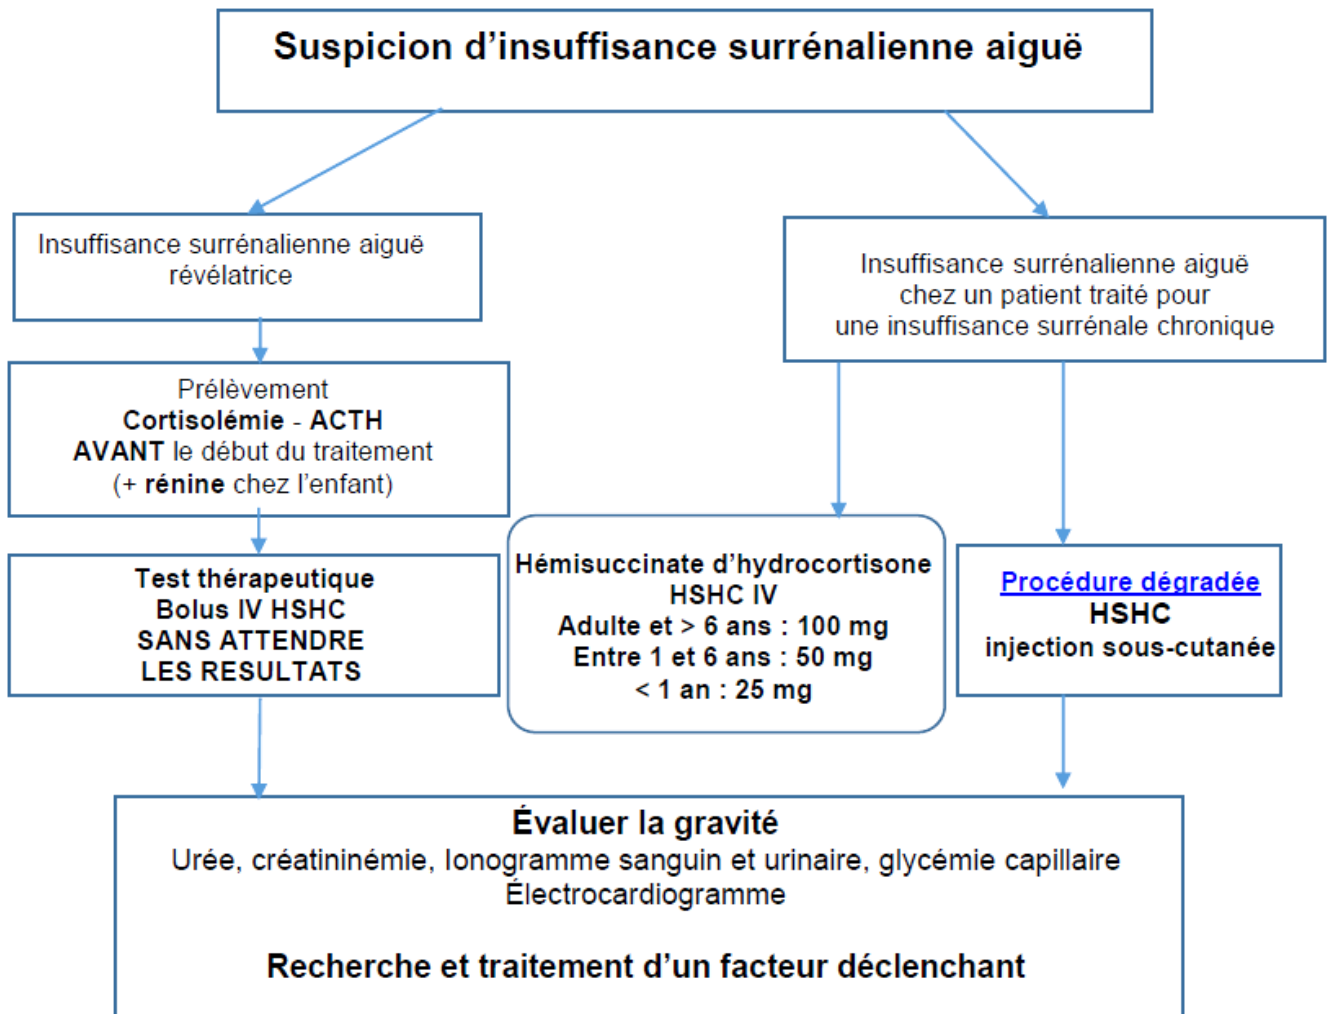 Suspicion d’insuffisance surrénalienne aiguë
Insuffisance surrénalienne aiguë
révélatrice
Insuffisance surrénalienne aiguë
chez un patient traité pour
une insuffisance surrénale chronique
Prélèvement
Cortisolémie - ACTH
AVANT le début du traitement
(+ rénine chez l’enfant)
Test thérapeutique
Bolus IV HSHC
SANS ATTENDRE
LES RESULTATS
Hémisuccinate d’hydrocortisone
HSHC IV
Adulte et > 6 ans : 100 mg
Entre 1 et 6 ans : 50 mg
< 1 an : 25 mg
Procédure dégradée
HSHC
injection sous-cutanée
Évaluer la gravité
Urée, créatininémie, Ionogramme sanguin et urinaire, glycémie capillaire
Électrocardiogramme
Recherche et traitement d’un facteur déclenchant